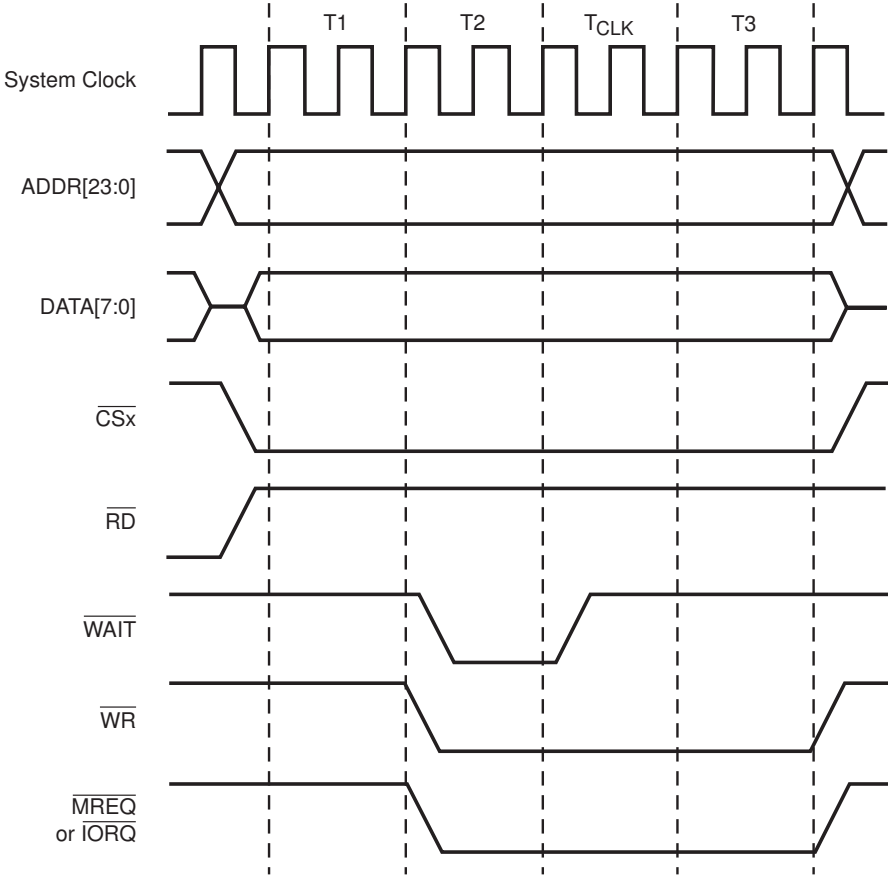 T1 T2 TCLK T3
System Clock
ADDR[23:0]
DATA[7:0]
CSx
RD
WAIT
WR
MREQ
or IORQ